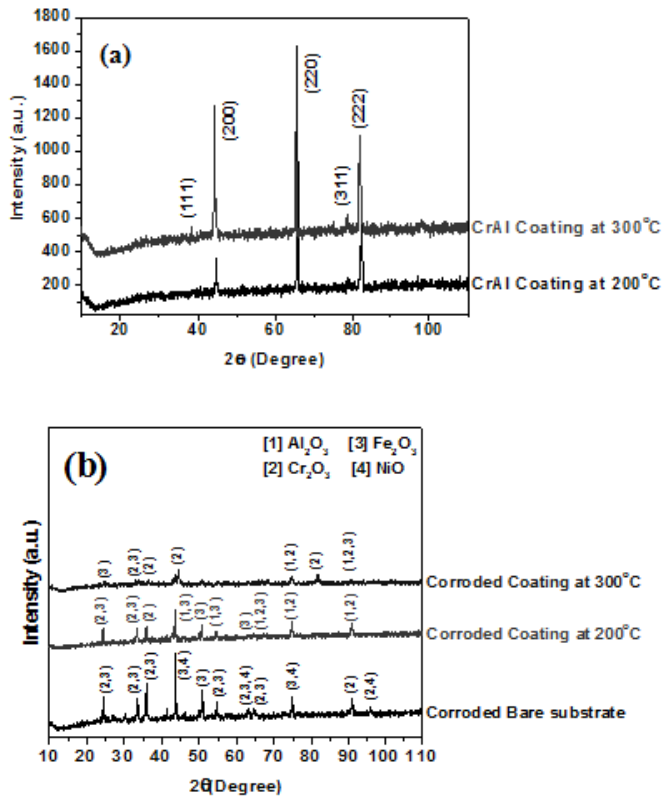 (a)
Intensity (a.u.)
1800
1600
1400
1200
1000
800
600
400
200
(111)
(200)
(220)
(311)
(222)
CrAl Coating at 300°C
CrAl Coating at 200°C
20 40 60 80 100
2ө (Degree)
(b)
[1] Al₂O₃ [3] Fe₂O₃
[2] Cr₂O₃ [4] NiO
Intensity (a.u.)
(3) (2,3) (2) (2) (1,2) (2) (1,2,3)
Corroded Coating at 300°C
(2,3) (2,3) (2) (1,3) (3) (1,3) (3) (1,2,3) (1,2) (1,2)
Corroded Coating at 200°C
(2,3) (2,3) (2,3) (3,4) (3) (2,3) (2,3,4) (2,3) (3,4) (2) (2,4)
Corroded Bare substrate
10 20 30 40 50 60 70 80 90 100 110
2θ(Degree)